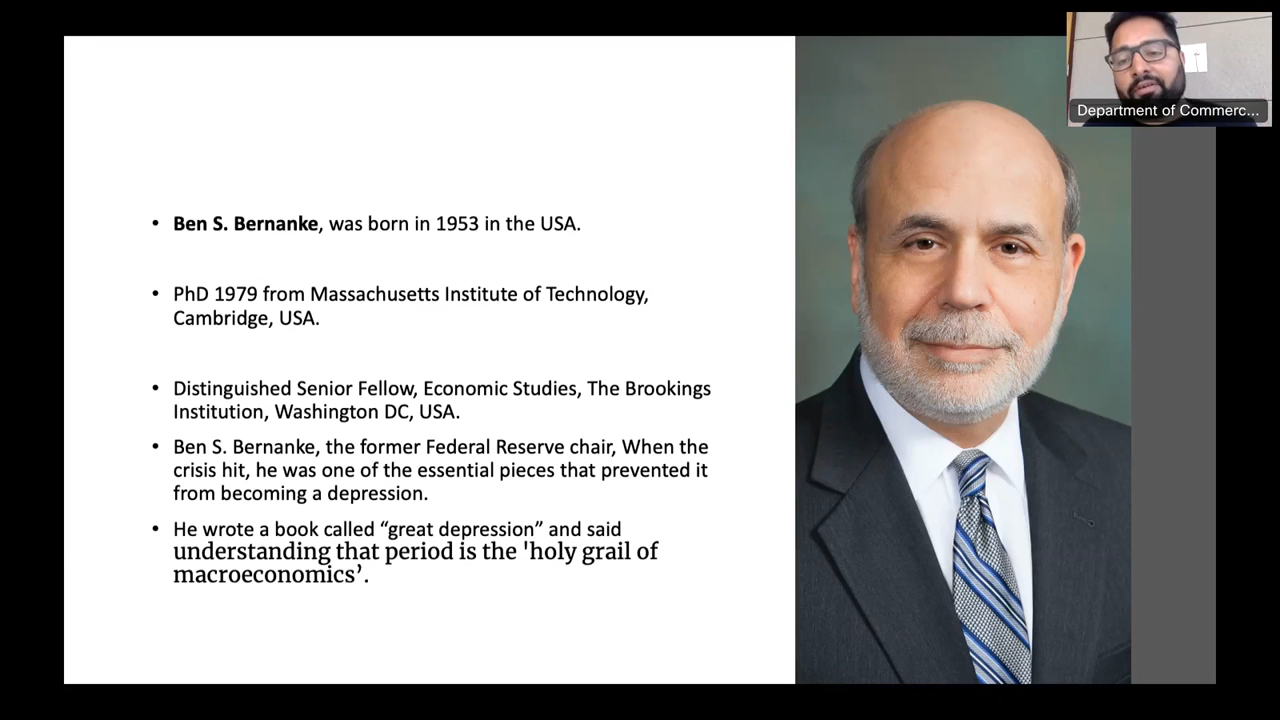 Department of Commerc...
• Ben S. Bernanke, was born in 1953 in the USA.
• PhD 1979 from Massachusetts Institute of Technology,
Cambridge, USA.
• Distinguished Senior Fellow, Economic Studies, The Brookings
Institution, Washington DC, USA.
• Ben S. Bernanke, the former Federal Reserve chair, When the
crisis hit, he was one of the essential pieces that prevented it
from becoming a depression.
• He wrote a book called “great depression” and said
understanding that period is the 'holy grail of
macroeconomics’.